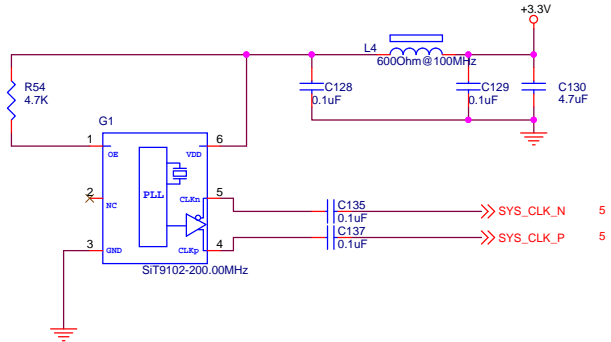 +3.3V
L4
600Ohm@100MHz
R54
4.7K
C128
0.1uF
C129
0.1uF
C130
4.7uF
G1
1
OE
VDD
6
2
NC
PLL
CLKn
5
3
GND
CLKp
4
SiT9102-200.00MHz
C135
0.1uF
SYS_CLK_N 5
C137
0.1uF
SYS_CLK_P 5